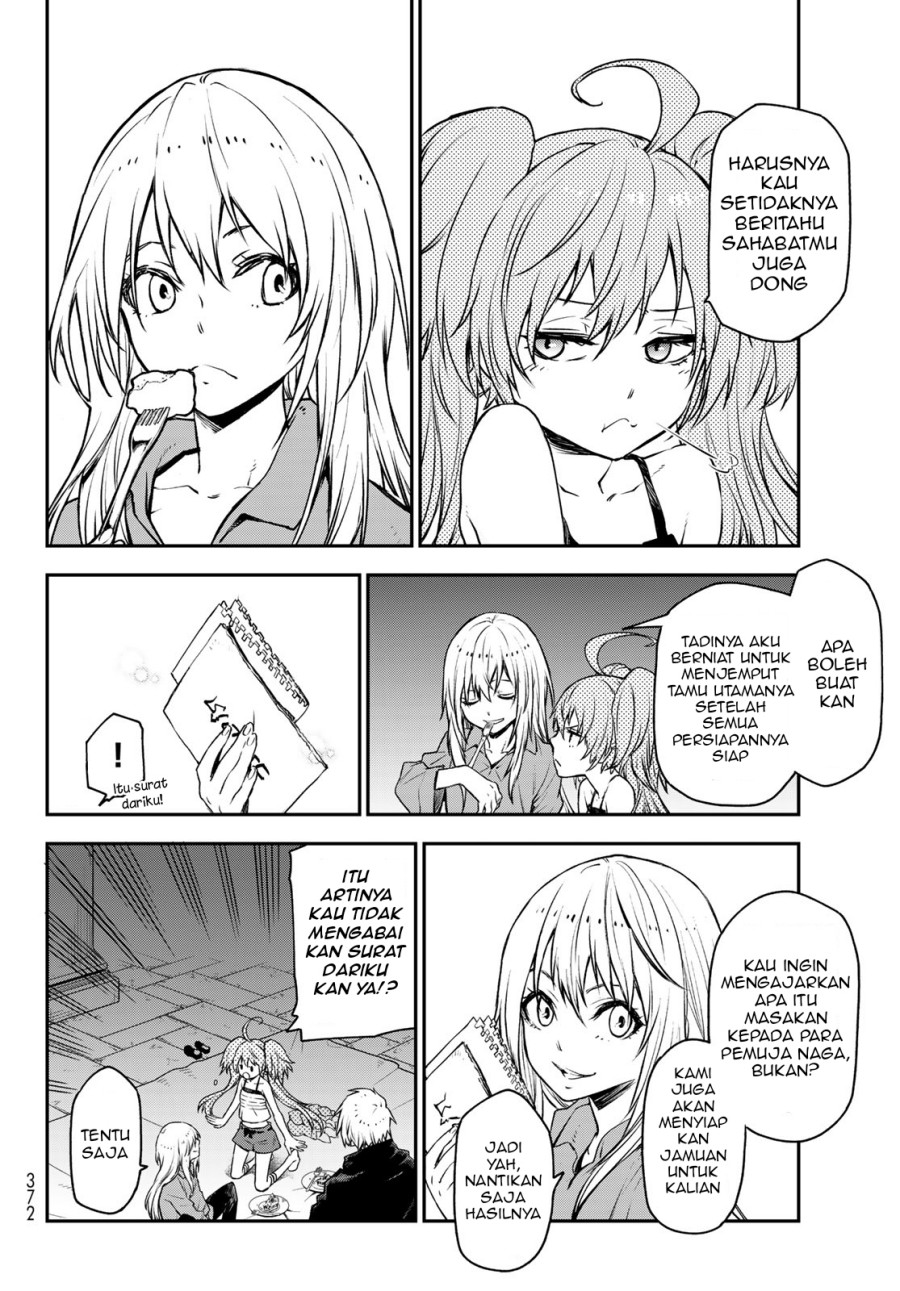 HARUSNYA
KAU
SETIDAKNYA
BERITAHU
SAHABATMU
JUGA
DONG
APA
BOLEH
BUAT
KAN
TADINYA AKU
BERNIAT UNTUK
MENJEMPUT
TAMU UTAMANYA
SETELAH
SEMUA
PERSIAPANNYA
SIAP
!
Itu surat
dariku!
KAU INGIN
MENGAJARKAN
APA ITU
MASAKAN
KEPADA PARA
PEMUJA NAGA,
BUKAN?
KAMI
JUGA
AKAN
MENYIAP
KAN
JAMUAN
UNTUK
KALIAN
JADI
YAH,
NANTIKAN
SAJA
HASILNYA
ITU
ARTINYA
KAU TIDAK
MENGABAI
KAN SURAT
DARIKU
KAN YA!?
TENTU
SAJA
372